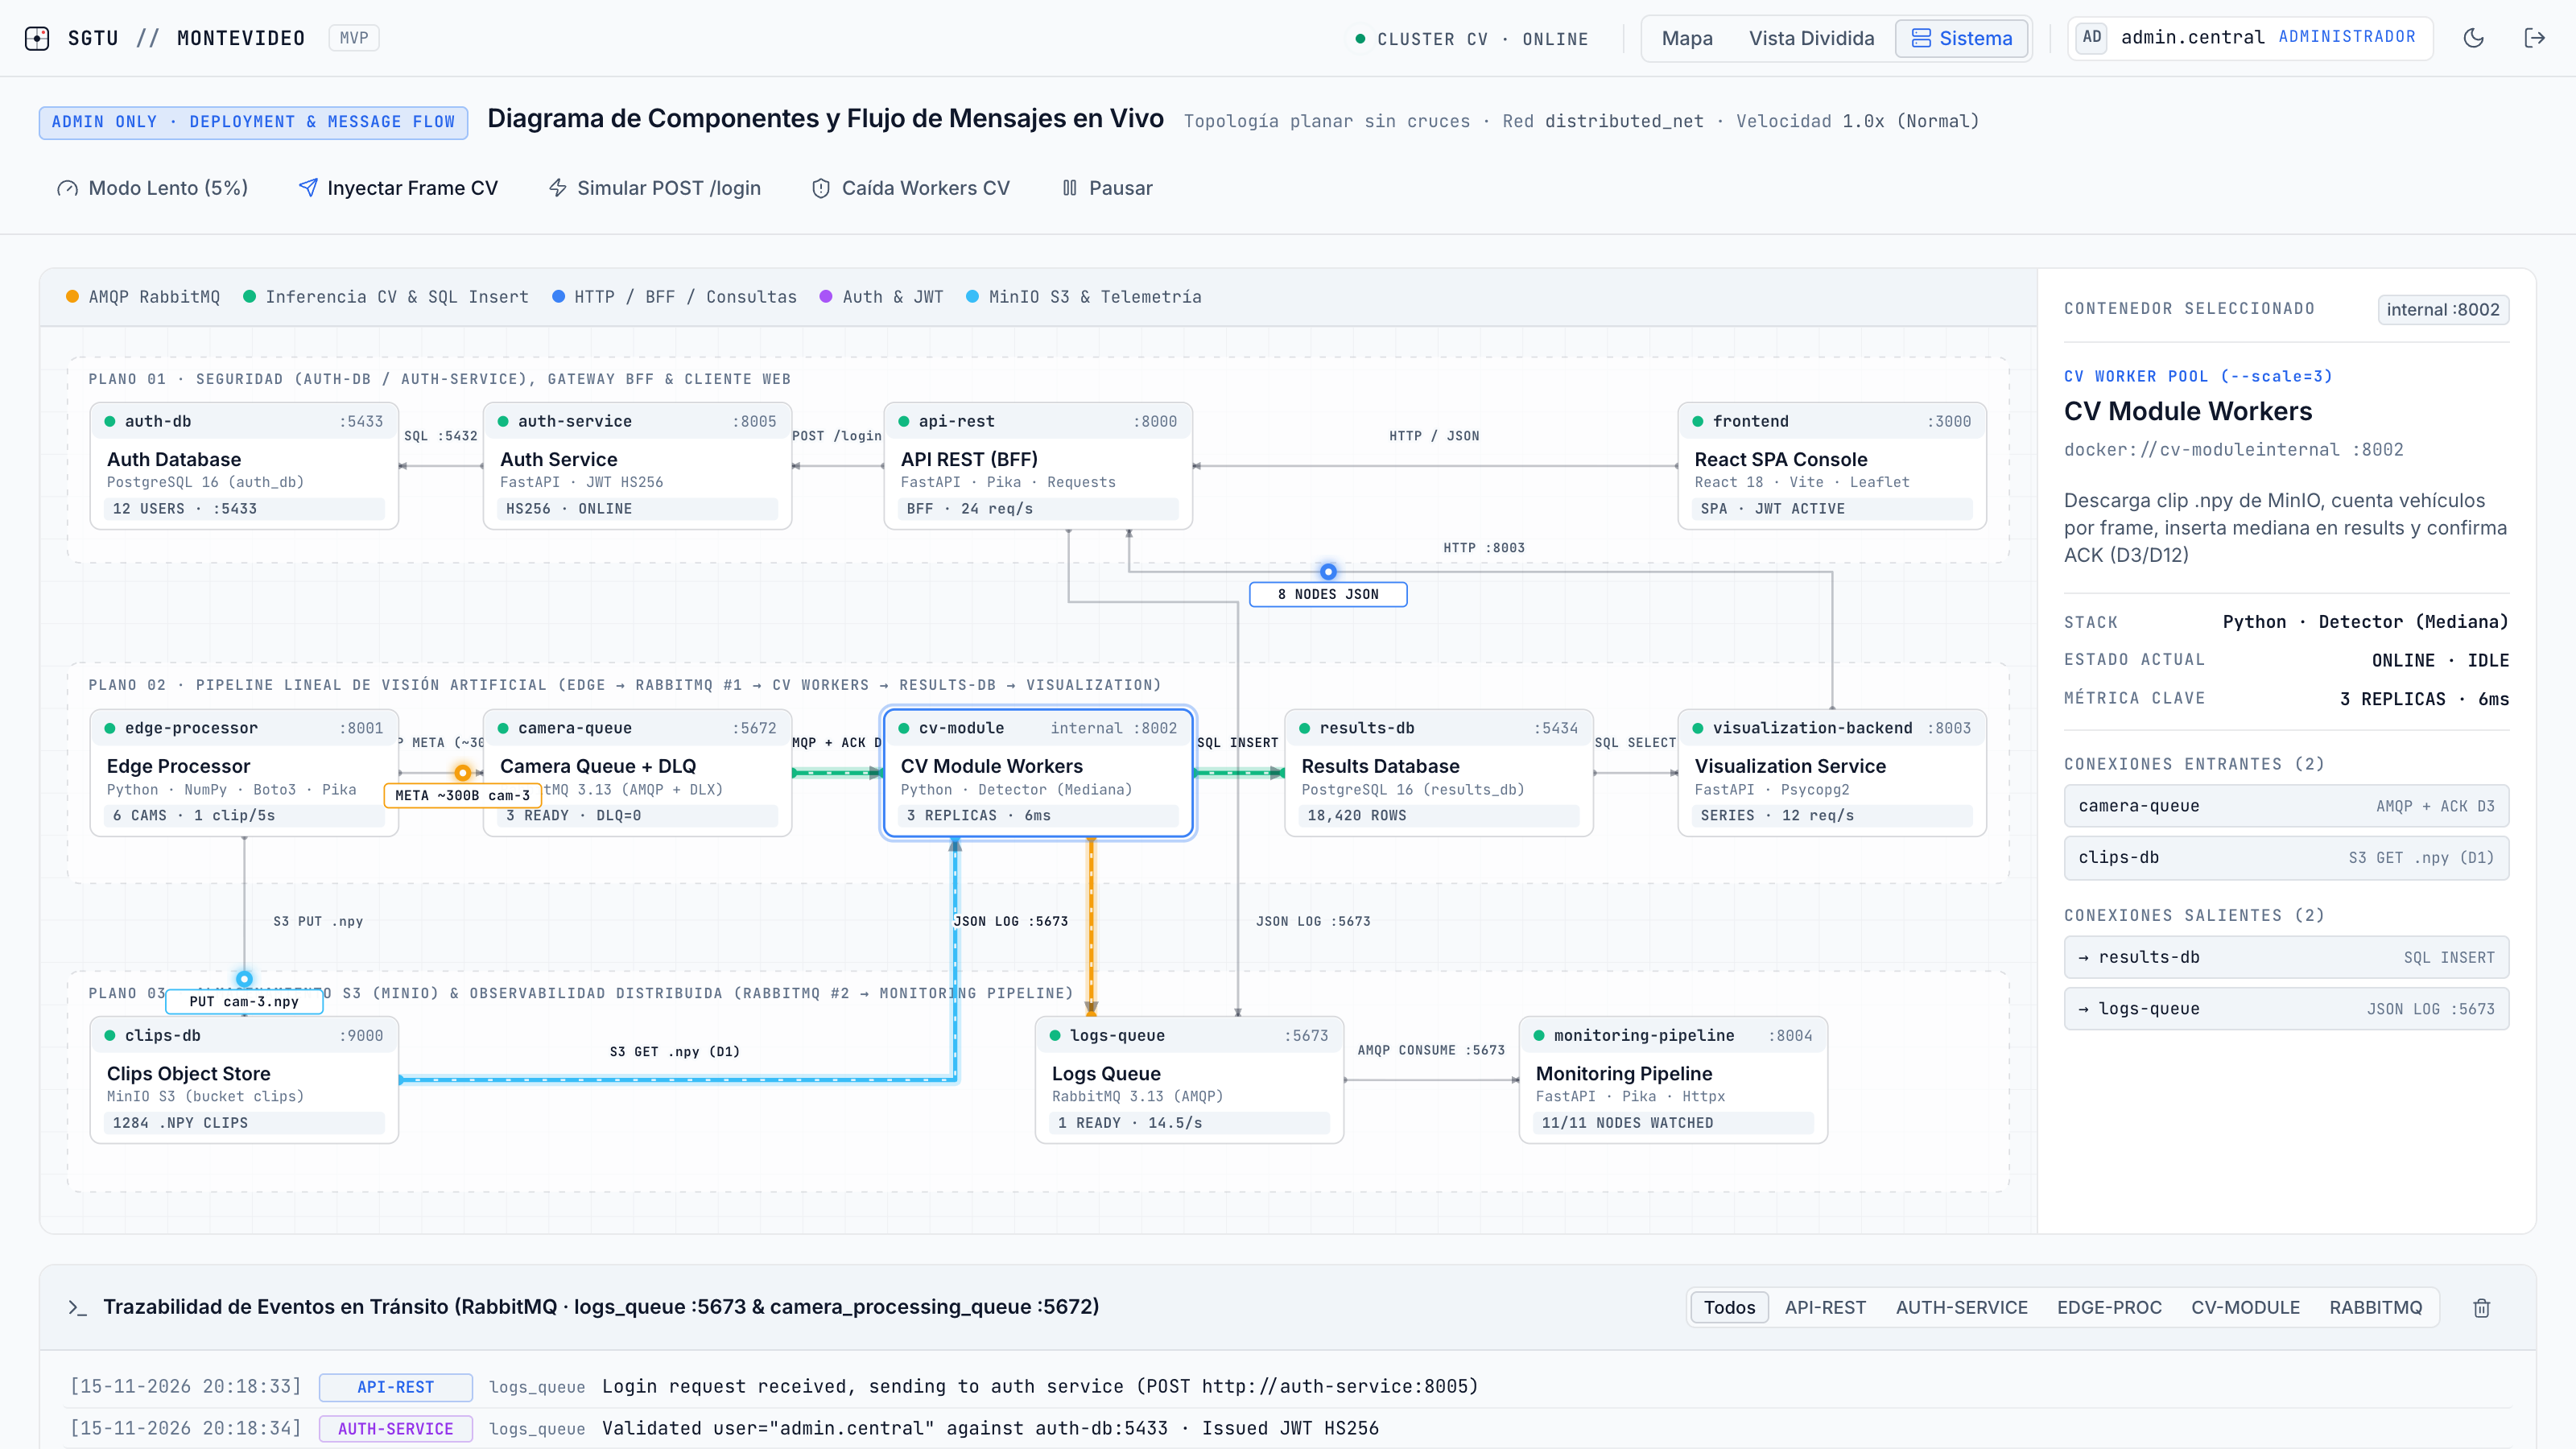 SGTU // MONTEVIDEO MVP
CLUSTER CV · ONLINE
Mapa Vista Dividida Sistema
AD admin.central ADMINISTRADOR
ADMIN ONLY · DEPLOYMENT & MESSAGE FLOW
Diagrama de Componentes y Flujo de Mensajes en Vivo
Topología planar sin cruces · Red distributed_net · Velocidad 1.0x (Normal)
Modo Lento (5%) Inyectar Frame CV Simular POST /login Caída Workers CV Pausar
AMQP RabbitMQ Inferencia CV & SQL Insert HTTP / BFF / Consultas Auth & JWT MinIO S3 & Telemetría
PLANO 01 · SEGURIDAD (AUTH-DB / AUTH-SERVICE), GATEWAY BFF & CLIENTE WEB
auth-db :5433
Auth Database
PostgreSQL 16 (auth_db)
12 USERS · :5433
SQL :5432
auth-service :8005
Auth Service
FastAPI · JWT HS256
HS256 · ONLINE
POST /login
api-rest :8000
API REST (BFF)
FastAPI · Pika · Requests
BFF · 24 req/s
HTTP / JSON
frontend :3000
React SPA Console
React 18 · Vite · Leaflet
SPA · JWT ACTIVE
HTTP :8003
8 NODES JSON
PLANO 02 · PIPELINE LINEAL DE VISIÓN ARTIFICIAL (EDGE → RABBITMQ #1 → CV WORKERS → RESULTS-DB → VISUALIZATION)
edge-processor :8001
Edge Processor
Python · NumPy · Boto3 · Pika
6 CAMS · 1 clip/5s
META (~30
META ~300B cam-3
camera-queue :5672
Camera Queue + DLQ
tMQ 3.13 (AMQP + DLX)
3 READY · DLQ=0
MQP + ACK D
cv-module internal :8002
CV Module Workers
Python · Detector (Mediana)
3 REPLICAS · 6ms
SQL INSERT
results-db :5434
Results Database
PostgreSQL 16 (results_db)
18,420 ROWS
SQL SELECT
visualization-backend :8003
Visualization Service
FastAPI · Psycopg2
SERIES · 12 req/s
S3 PUT .npy
JSON LOG :5673
JSON LOG :5673
PLANO 03 S3 (MINIO) & OBSERVABILIDAD DISTRIBUIDA (RABBITMQ #2 → MONITORING PIPELINE)
PUT cam-3.npy
clips-db :9000
Clips Object Store
MinIO S3 (bucket clips)
1284 .NPY CLIPS
S3 GET .npy (D1)
logs-queue :5673
Logs Queue
RabbitMQ 3.13 (AMQP)
1 READY · 14.5/s
AMQP CONSUME :5673
monitoring-pipeline :8004
Monitoring Pipeline
FastAPI · Pika · Httpx
11/11 NODES WATCHED
CONTENEDOR SELECCIONADO internal :8002
CV WORKER POOL (--scale=3)
CV Module Workers
docker://cv-moduleinternal :8002
Descarga clip .npy de MinIO, cuenta vehículos
por frame, inserta mediana en results y confirma
ACK (D3/D12)
STACK Python · Detector (Mediana)
ESTADO ACTUAL ONLINE · IDLE
MÉTRICA CLAVE 3 REPLICAS · 6ms
CONEXIONES ENTRANTES (2)
camera-queue AMQP + ACK D3
clips-db S3 GET .npy (D1)
CONEXIONES SALIENTES (2)
→ results-db SQL INSERT
→ logs-queue JSON LOG :5673
Trazabilidad de Eventos en Tránsito (RabbitMQ · logs_queue :5673 & camera_processing_queue :5672)
Todos API-REST AUTH-SERVICE EDGE-PROC CV-MODULE RABBITMQ
[15-11-2026 20:18:33] API-REST logs_queue Login request received, sending to auth service (POST http://auth-service:8005)
[15-11-2026 20:18:34] AUTH-SERVICE logs_queue Validated user="admin.central" against auth-db:5433 · Issued JWT HS256